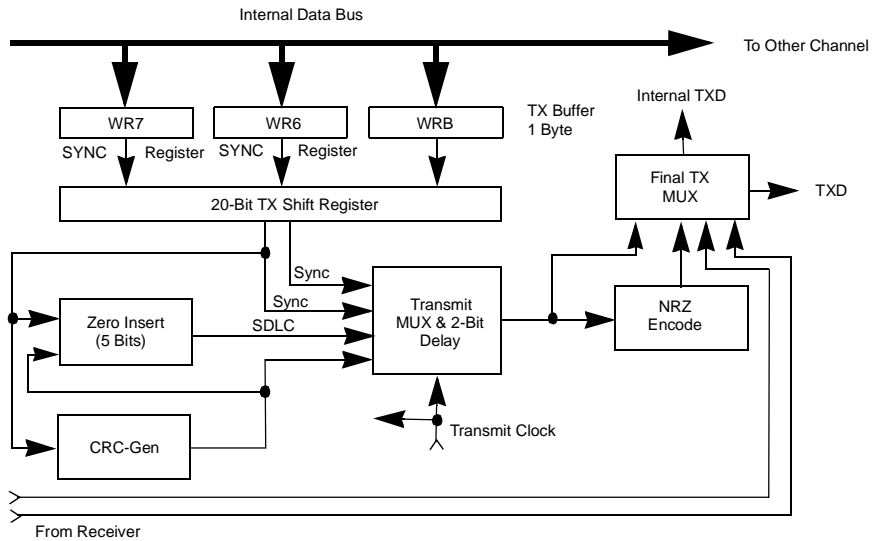 Internal Data Bus
To Other Channel
WR7
WR6
WRB
TX Buffer
1 Byte
Internal TXD
SYNC
Register
SYNC
Register
Final TX
MUX
TXD
20-Bit TX Shift Register
Sync
Sync
Zero Insert
(5 Bits)
SDLC
Transmit
MUX & 2-Bit
Delay
NRZ
Encode
Transmit Clock
CRC-Gen
From Receiver